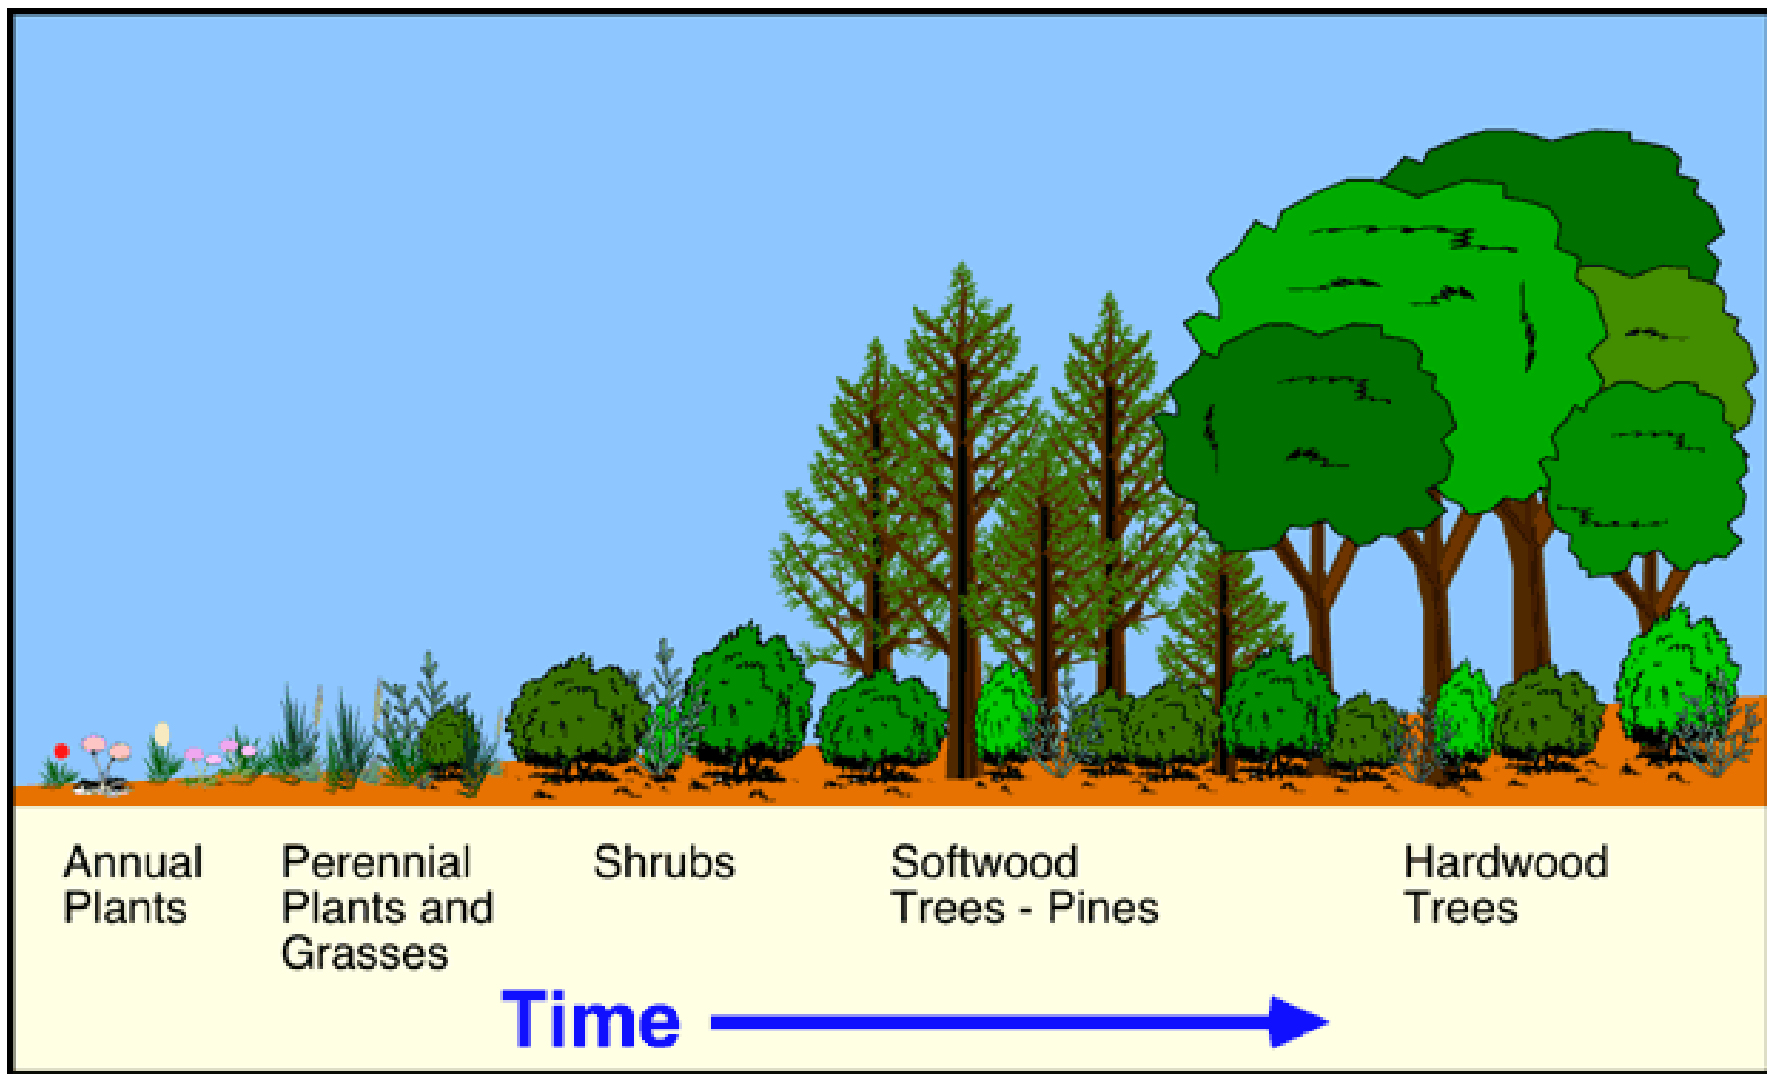 Annual
Plants
Perennial
Plants and
Grasses
Shrubs
Softwood
Trees - Pines
Hardwood
Trees
Time